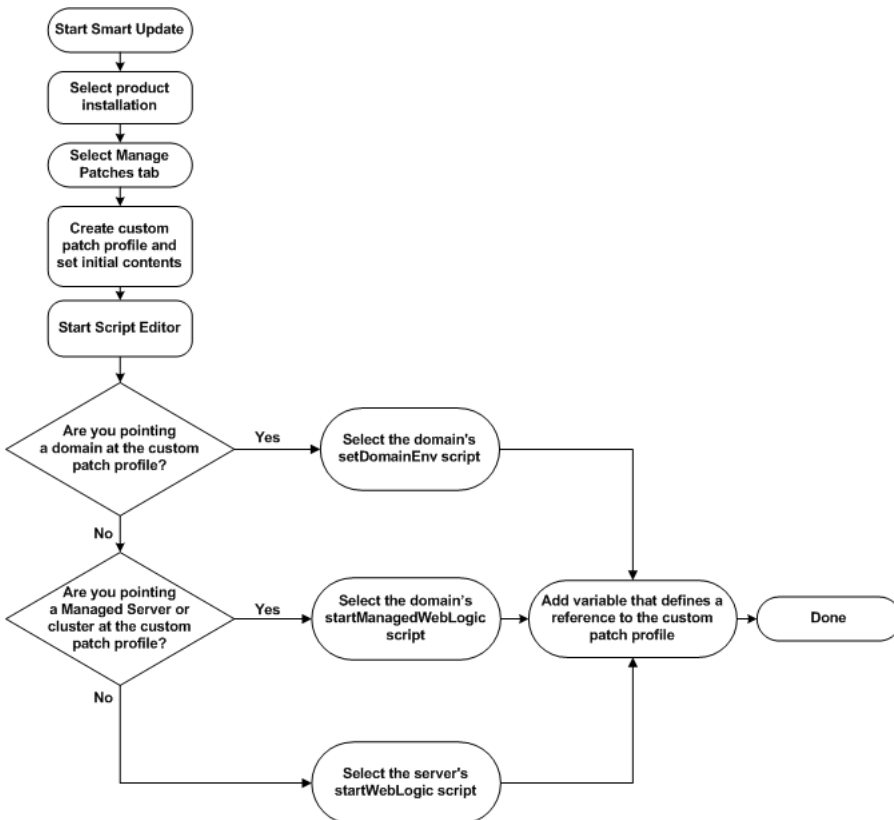 Start Smart Update
Select product
installation
Select Manage
Patches tab
Create custom
patch profile and
set initial contents
Start Script Editor
Are you pointing
a domain at the custom
patch profile?
Yes
Select the domain's
setDomainEnv script
No
Are you pointing
a Managed Server or
cluster at the custom
patch profile?
Yes
Select the domain’s
startManagedWebLogic
script
Add variable that defines a
reference to the custom
patch profile
Done
No
Select the server's
startWebLogic script